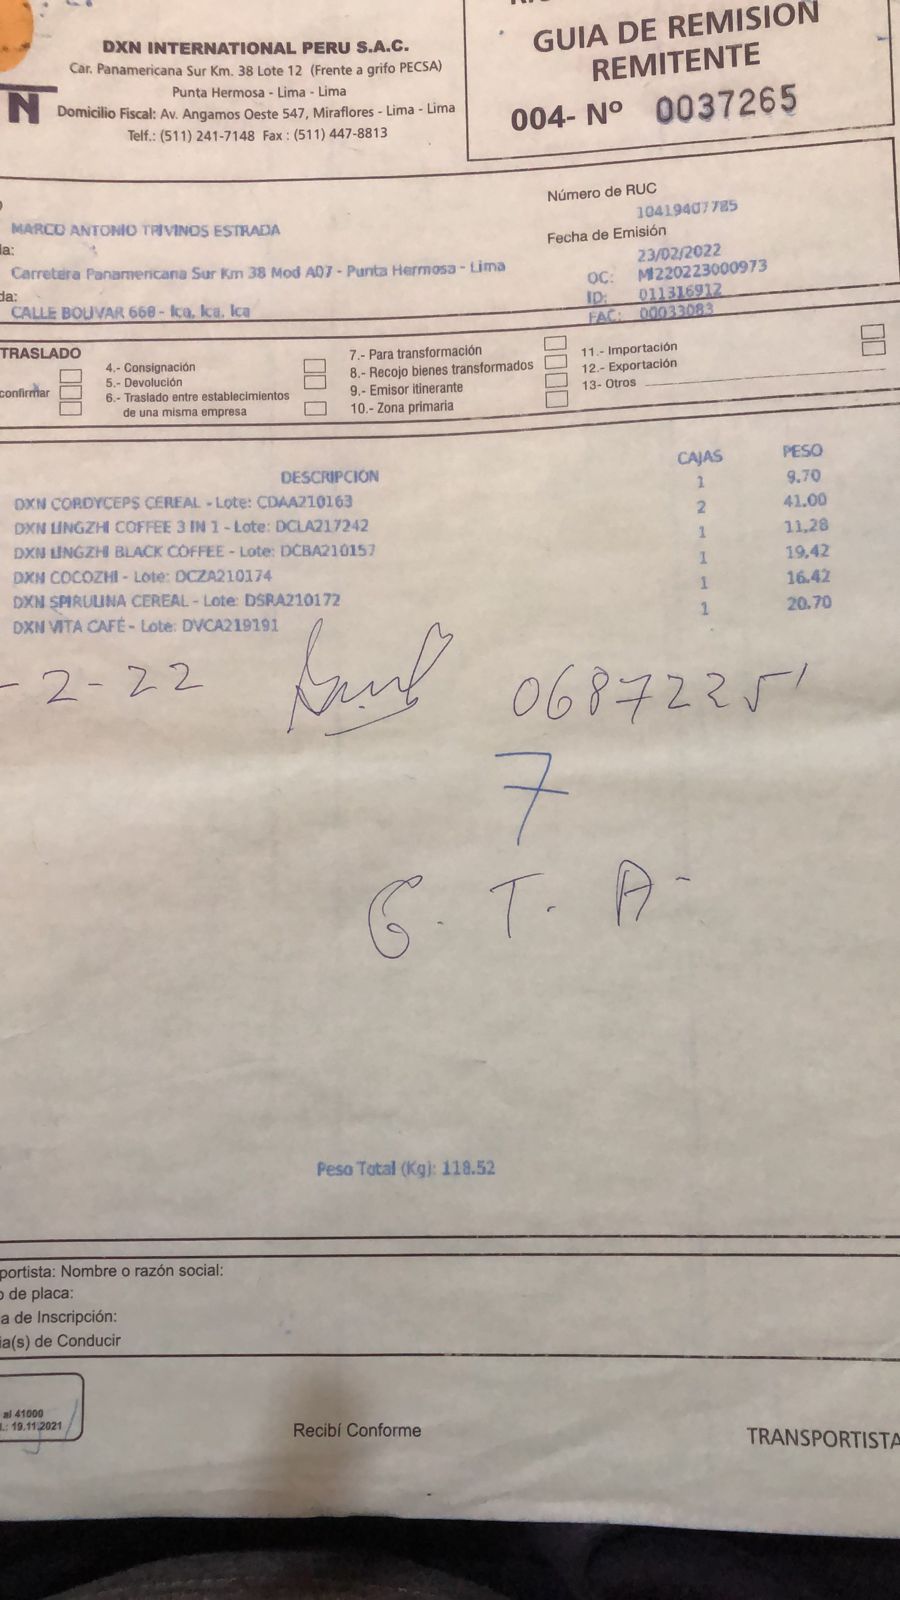 DXN INTERNATIONAL PERU S.A.C.
Car. Panamericana Sur Km. 38 Lote 12 (Frente a grifo PECSA)
Punta Hermosa - Lima - Lima
Domicilio Fiscal: Av. Angamos Oeste 547, Miraflores - Lima - Lima
Telf.: (511) 241-7148 Fax : (511) 447-8813
N
GUIA DE REMISION
REMITENTE
004- Nº 0037265
Número de RUC
10419407785
Fecha de Emisión
23/02/2022
OC: MI220223000973
ID: 011316912
FAC: 00033083
MARCO ANTONIO TRIVINOS ESTRADA
da:
Carretera Panamericana Sur Km 38 Mod A07 - Punta Hermosa - Lima
da:
CALLE BOLIVAR 668 - Ica, Ica, Ica
TRASLADO
confirmar
4.- Consignación
5.- Devolución
6.- Traslado entre establecimientos
de una misma empresa
7.- Para transformación
8.- Recojo bienes transformados
9.- Emisor itinerante
10.- Zona primaria
11.- Importación
12.- Exportación
13- Otros
DESCRIPCION CAJAS PESO
DXN CORDYCEPS CEREAL - Lote: CDAA210163 1 9.70
DXN LINGZHI COFFEE 3 IN 1 - Lote: DCLA217242 2 41.00
DXN LINGZHI BLACK COFFEE - Lote: DCBA210157 1 11,28
DXN COCOZHI - Lote: DCZA210174 1 19.42
DXN SPIRULINA CEREAL - Lote: DSRA210172 1 16.42
DXN VITA CAFÉ - Lote: DVCA219191 1 20.70
- 2 - 22 06872251
7
G. T. A-
Peso Total (Kg): 118.52
portista: Nombre o razón social:
o de placa:
a de Inscripción:
ia(s) de Conducir
al 41000
.: 19.11.2021
Recibí Conforme
TRANSPORTISTA